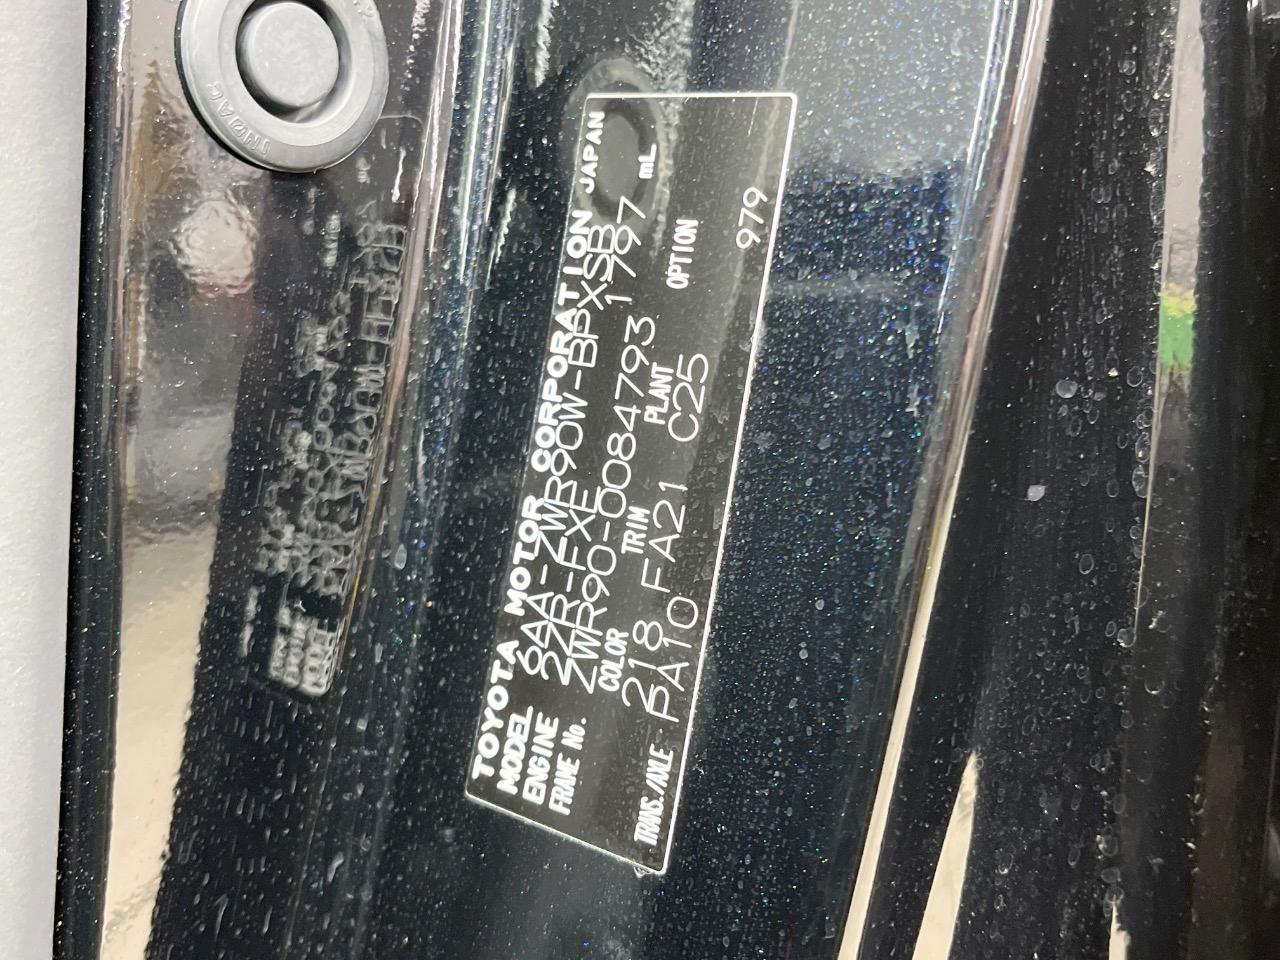 TOYOTA MOTOR CORPORATION JAPAN
MODEL 6AA-ZWR90W-BPXSB
ENGINE 2ZR-FXE 1797 mL
FRAME No. ZWR90-0084793
COLOR TRIM PLANT OPTION
218 FA21 C25 979
TRANS./AXLE PA10